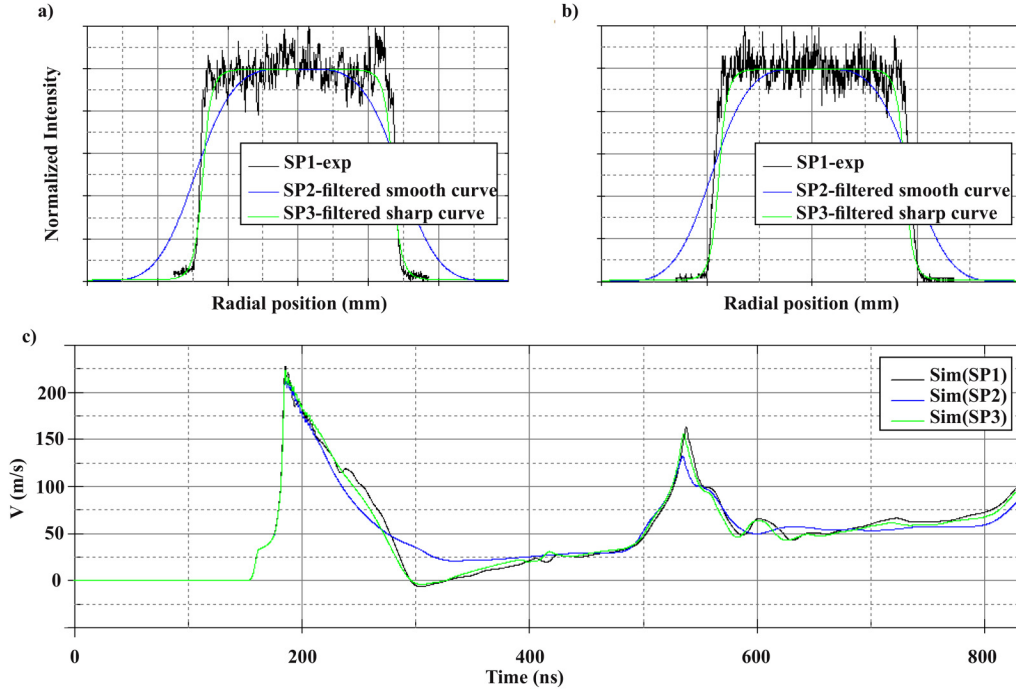 a)
b)
Normalized Intensity
SP1-exp
SP2-filtered smooth curve
SP3-filtered sharp curve
SP1-exp
SP2-filtered smooth curve
SP3-filtered sharp curve
Radial position (mm)
Radial position (mm)
c)
V (m/s)
200
150
100
50
0
Sim(SP1)
Sim(SP2)
Sim(SP3)
0
200
400
600
800
Time (ns)